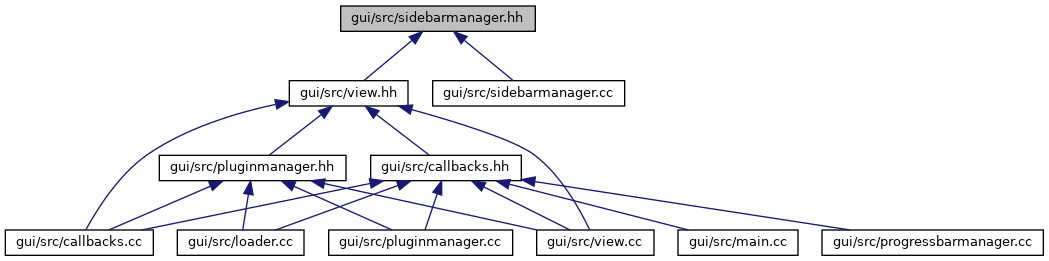 gui/src/sidebarmanager.hh
gui/src/view.hh
gui/src/sidebarmanager.cc
gui/src/pluginmanager.hh
gui/src/callbacks.hh
gui/src/callbacks.cc
gui/src/loader.cc
gui/src/pluginmanager.cc
gui/src/view.cc
gui/src/main.cc
gui/src/progressbarmanager.cc